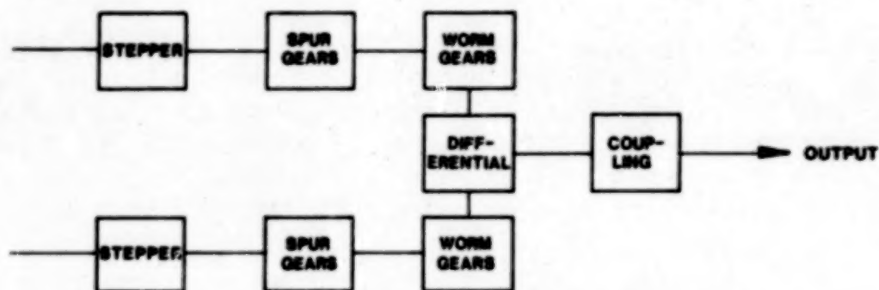 STEPPER
SPUR
GEARS
WORM
GEARS
DIFF-
ERENTIAL
COUP-
LING
OUTPUT
STEPPER
SPUR
GEARS
WORM
GEARS